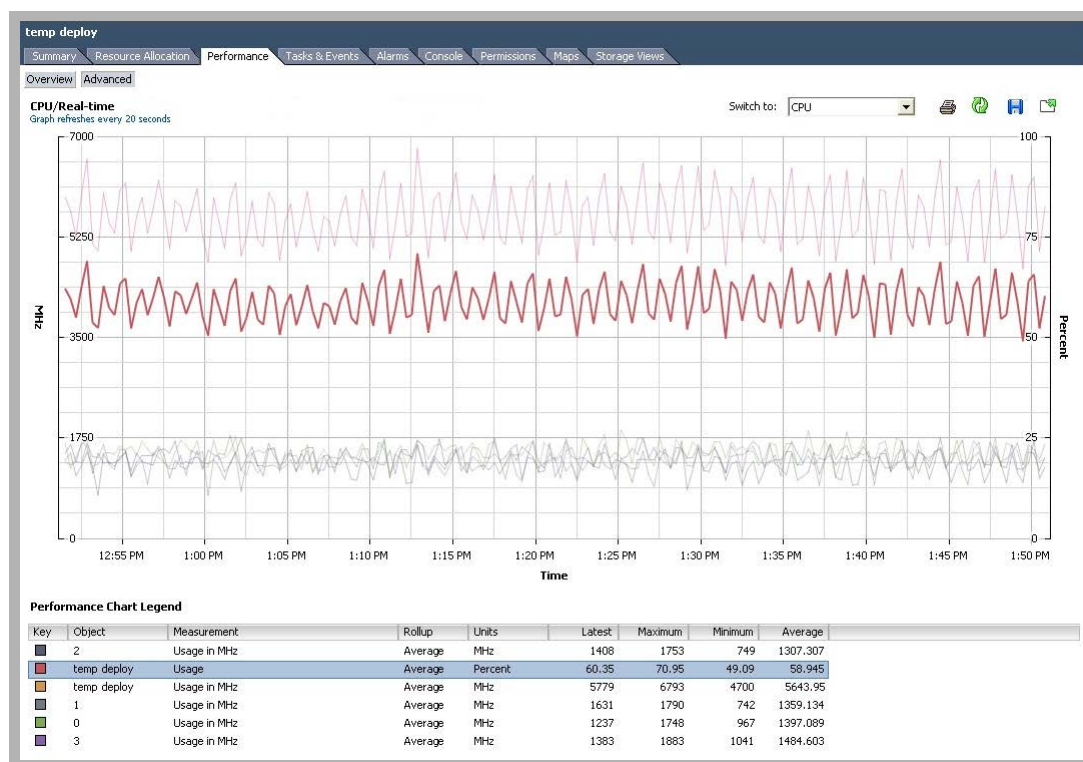 temp deploy
Summary Resource Allocation Performance Tasks & Events Alarms Console Permissions Maps Storage Views
Overview Advanced
CPU/Real-time Switch to: CPU
Graph refreshes every 20 seconds
7000 100
5250 75
MHz
Percent
3500 50
1750 25
0 0
12:55 PM 1:00 PM 1:05 PM 1:10 PM 1:15 PM 1:20 PM 1:25 PM 1:30 PM 1:35 PM 1:40 PM 1:45 PM 1:50 PM
Time
Performance Chart Legend
Key Object Measurement Rollup Units Latest Maximum Minimum Average
2 Usage in MHz Average MHz 1408 1753 749 1307.307
temp deploy Usage Average Percent 60.35 70.95 49.09 58.945
temp deploy Usage in MHz Average MHz 5779 6793 4700 5643.95
1 Usage in MHz Average MHz 1631 1790 742 1359.134
0 Usage in MHz Average MHz 1237 1748 967 1397.089
3 Usage in MHz Average MHz 1383 1883 1041 1484.603